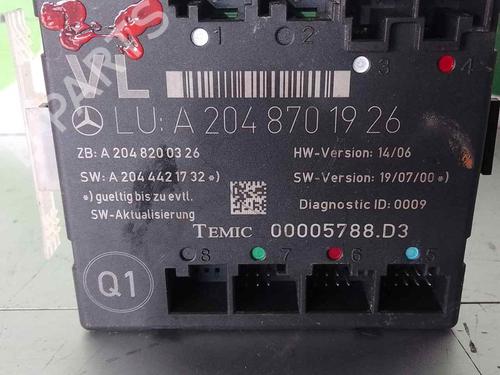 1 2
3 4
VL
LU: A 204 870 19 26
ZB: A 204 820 03 26
HW-Version: 14/06
SW: A 204 442 17 32 *)
SW-Version: 19/07/00 *)
*) gueltig bis zu evtl.
SW-Aktualisierung
Diagnostic ID: 0009
TEMIC 00005788.D3
Q1
8 7 6 5